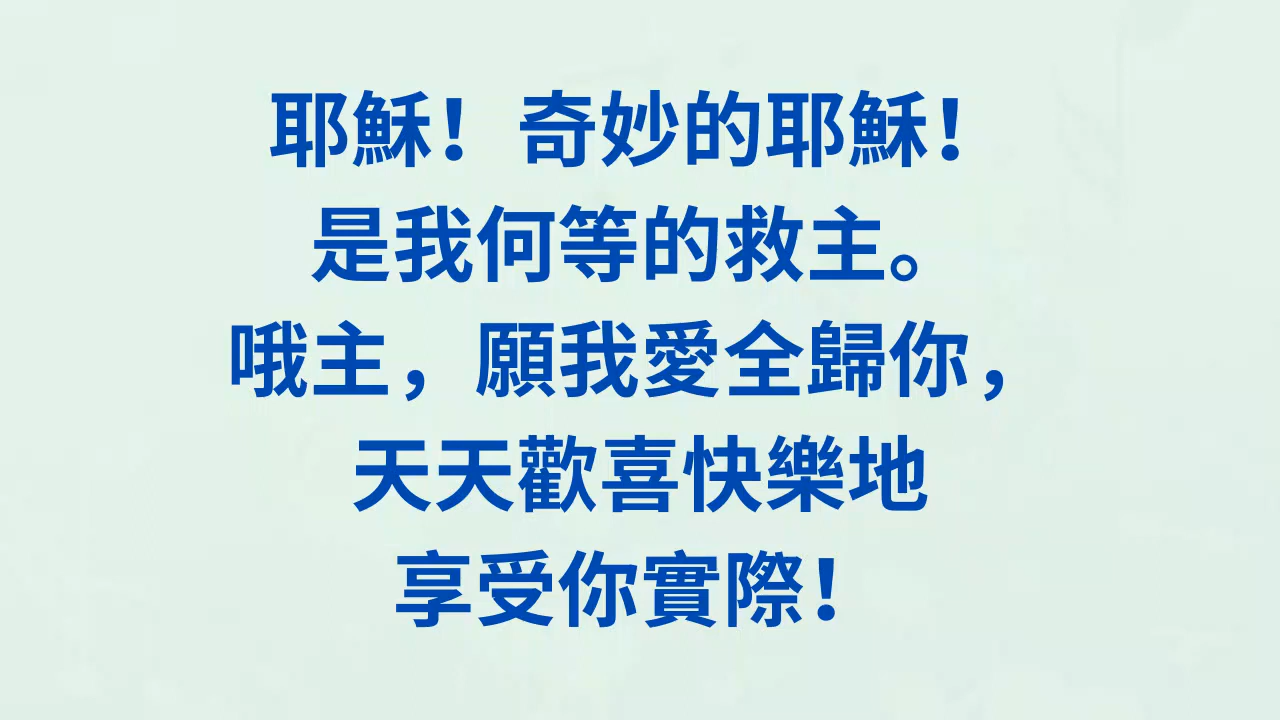 耶穌！奇妙的耶穌！
是我何等的救主。
哦主，願我愛全歸你，
天天歡喜快樂地
享受你實際！